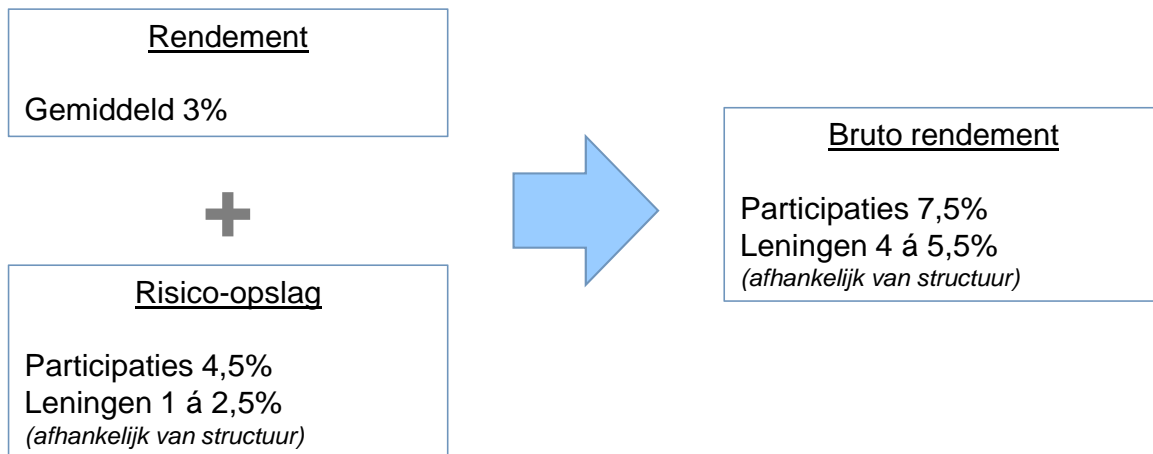 Rendement
Gemiddeld 3%
+
Risico-opslag
Participaties 4,5%
Leningen 1 á 2,5%
(afhankelijk van structuur)
Bruto rendement
Participaties 7,5%
Leningen 4 á 5,5%
(afhankelijk van structuur)